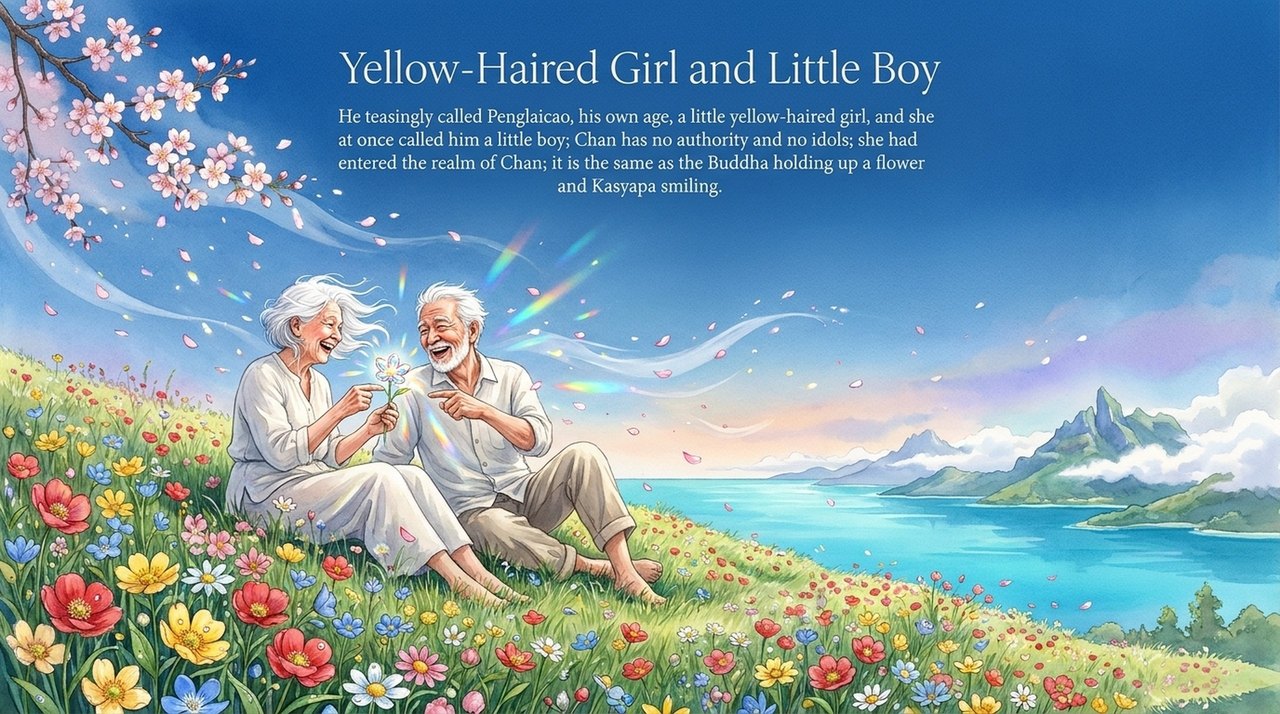 Yellow-Haired Girl and Little Boy
He teasingly called Penglaicao, his own age, a little yellow-haired girl, and she
at once called him a little boy; Chan has no authority and no idols; she had
entered the realm of Chan; it is the same as the Buddha holding up a flower
and Kasyapa smiling.